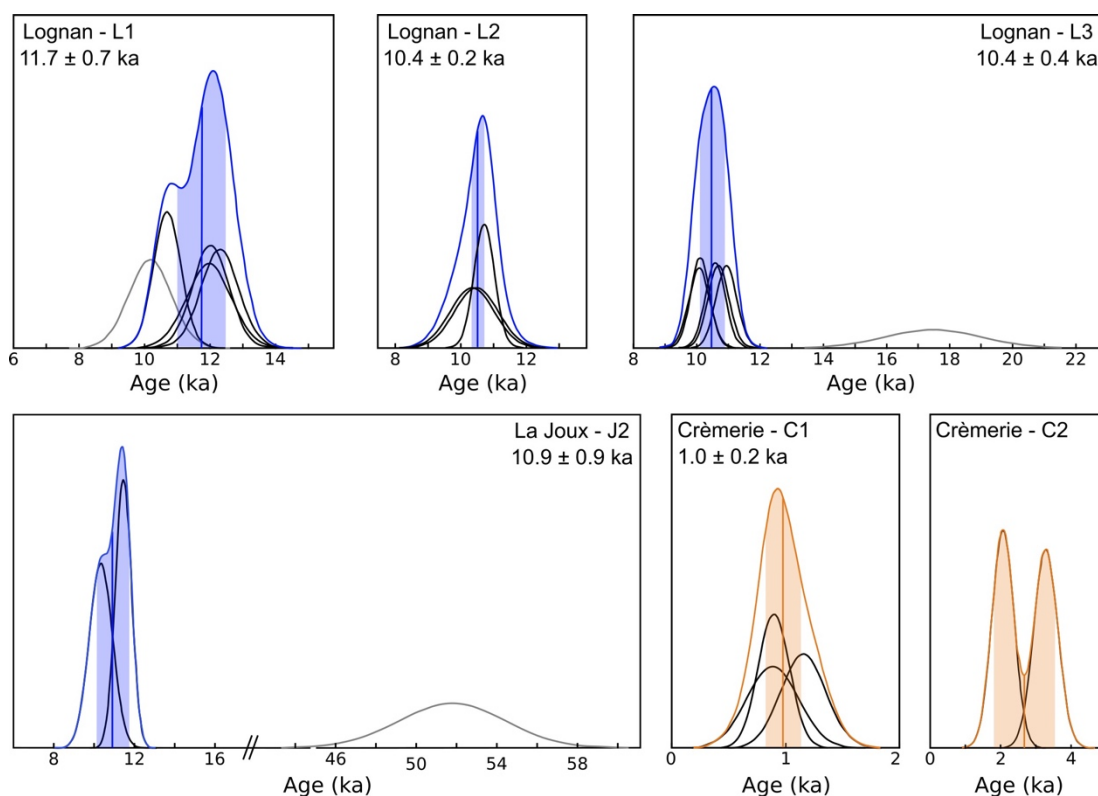 Lognan - L1
11.7 ± 0.7 ka
6 8 10 12 14
Age (ka)
Lognan - L2
10.4 ± 0.2 ka
8 10 12
Age (ka)
Lognan - L3
10.4 ± 0.4 ka
8 10 12 14 16 18 20 22
Age (ka)
La Joux - J2
10.9 ± 0.9 ka
8 12 16 // 46 50 54 58
Age (ka)
Crèmerie - C1
1.0 ± 0.2 ka
0 1 2
Age (ka)
Crèmerie - C2
0 2 4
Age (ka)